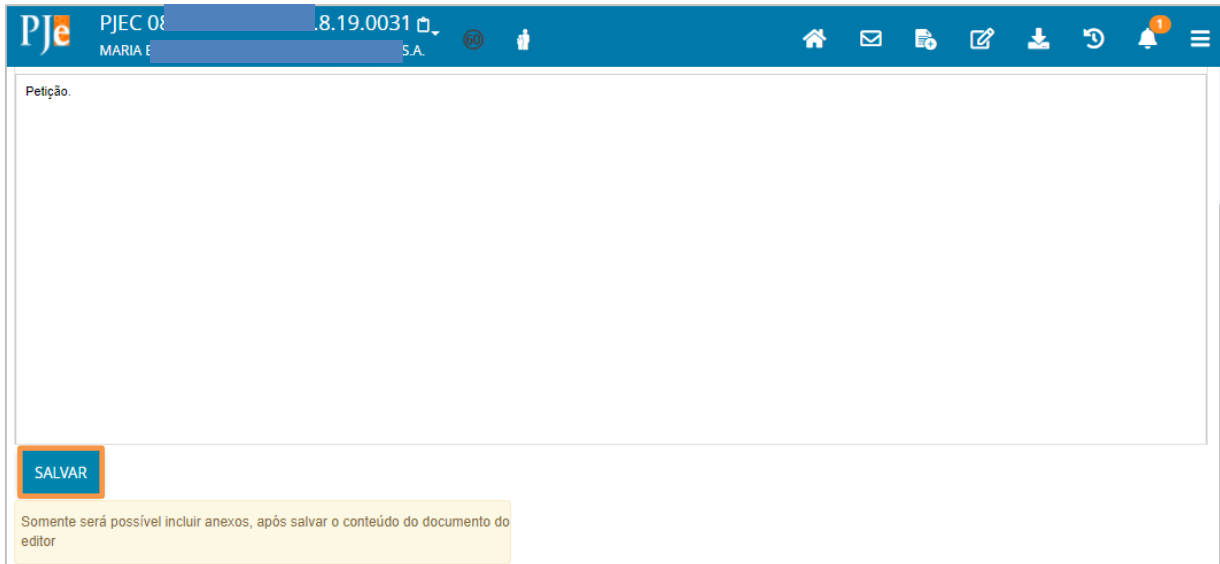 PJe PJEC 08 .8.19.0031 60 1
MARIA E S.A.
Petição.
SALVAR
Somente será possível incluir anexos, após salvar o conteúdo do documento do
editor